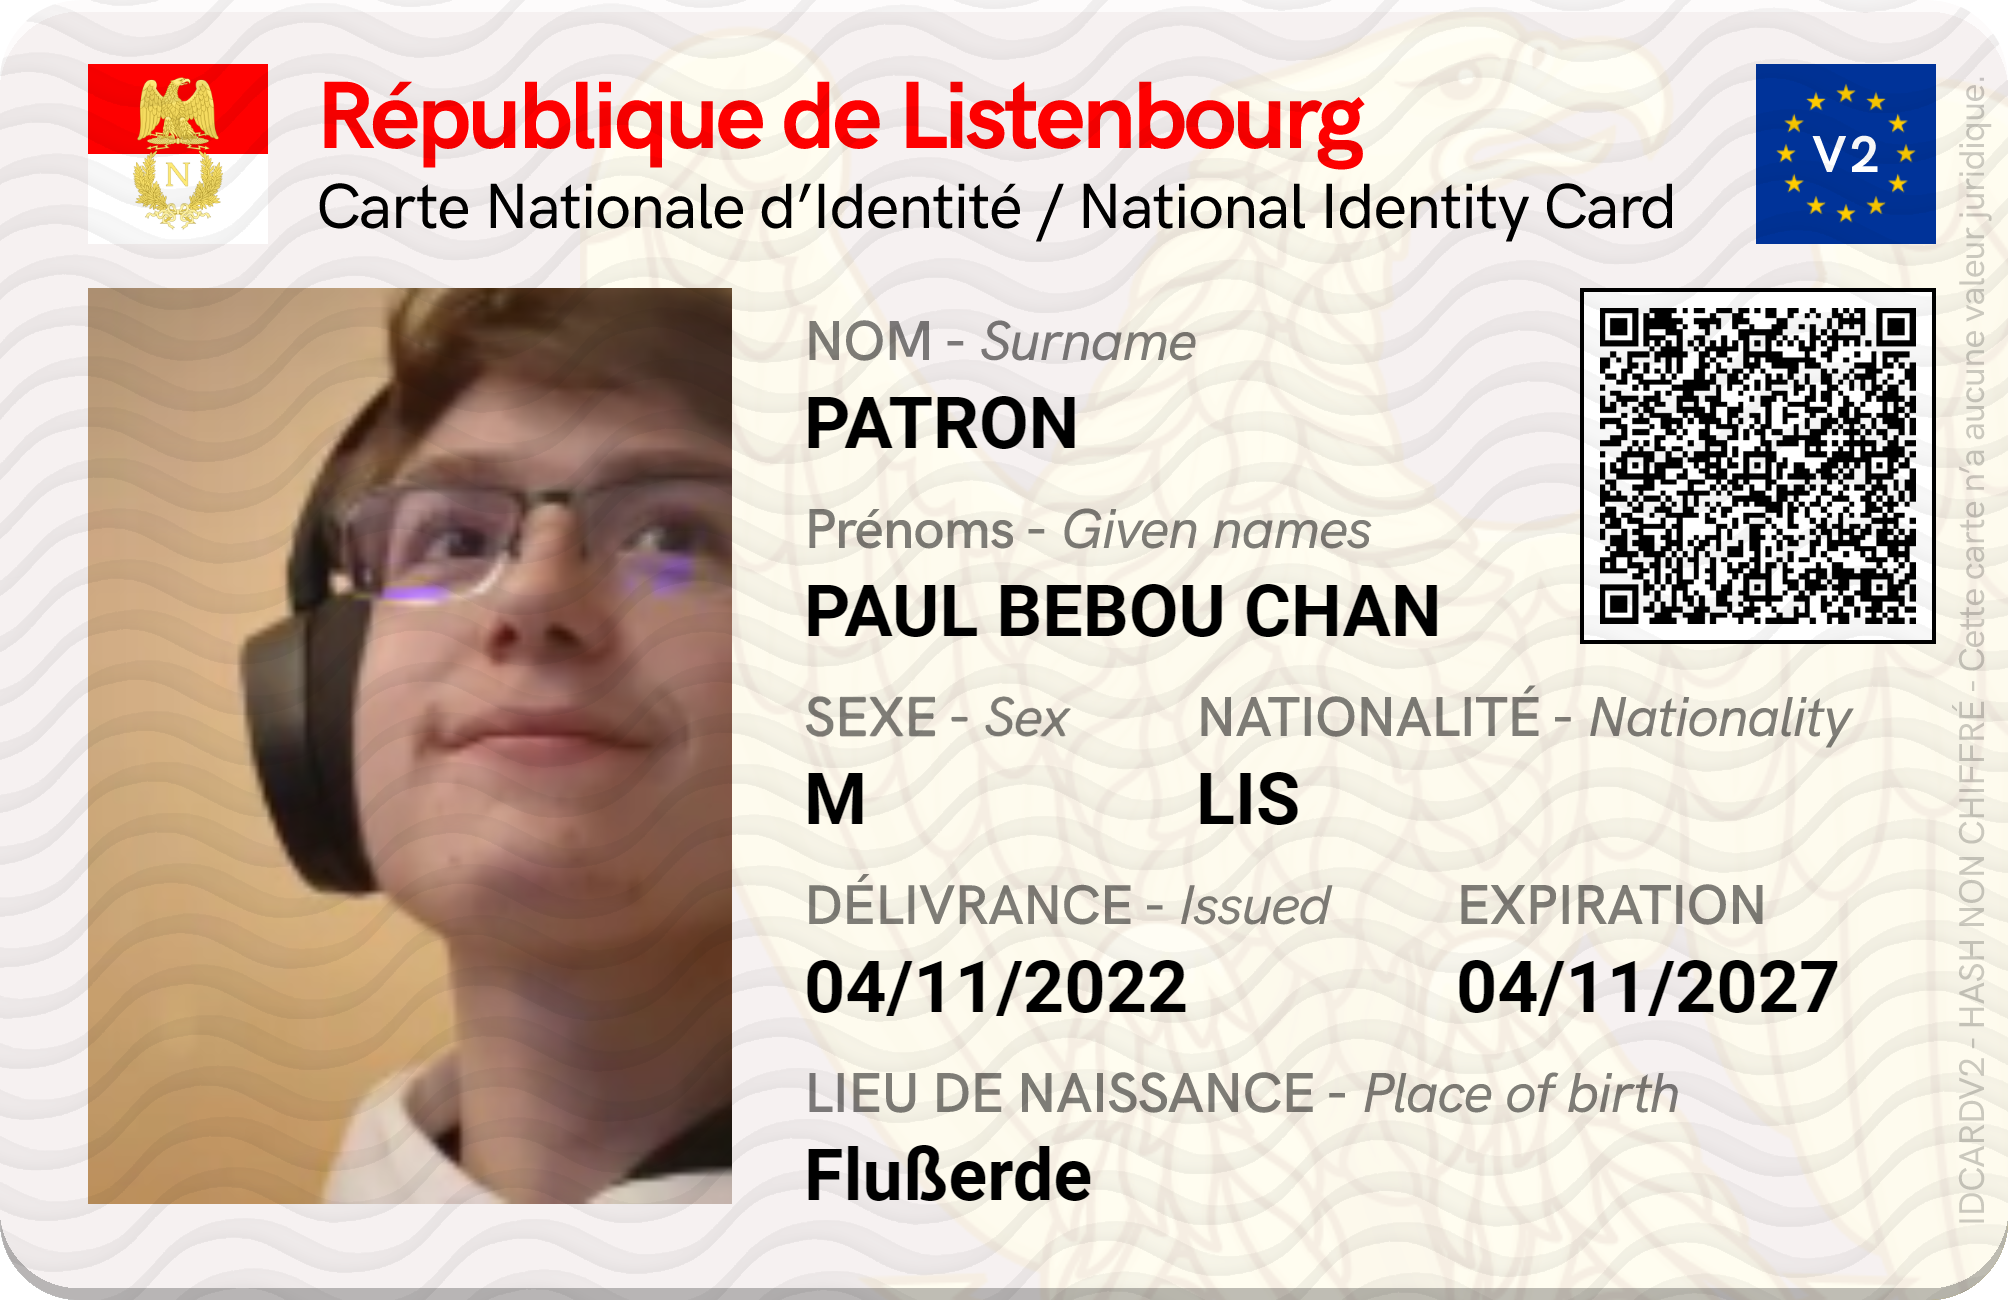 N
République de Listenbourg
Carte Nationale d’Identité / National Identity Card
V2
NOM - Surname
PATRON
Prénoms - Given names
PAUL BEBOU CHAN
SEXE - Sex
M
NATIONALITÉ - Nationality
LIS
DÉLIVRANCE - Issued
04/11/2022
EXPIRATION
04/11/2027
LIEU DE NAISSANCE - Place of birth
Flußerde
IDCARDV2 - HASH NON CHIFFRÉ - Cette carte n’a aucune valeur juridique.